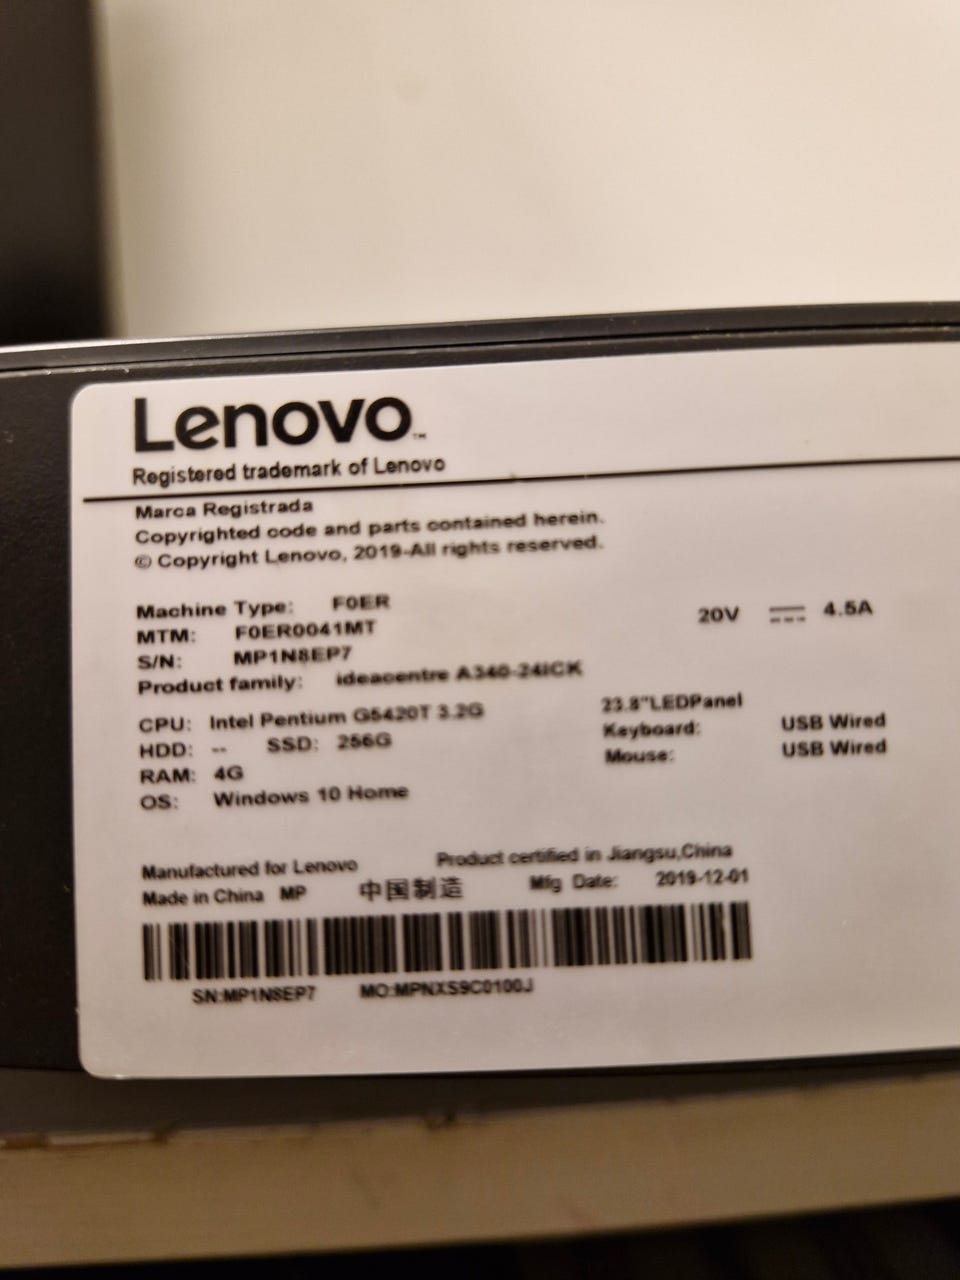 Lenovo™
Registered trademark of Lenovo
Marca Registrada
Copyrighted code and parts contained herein.
© Copyright Lenovo, 2019-All rights reserved.
Machine Type: F0ER
MTM: F0ER0041MT
S/N: MP1N8EP7
Product family: ideacentre A340-24ICK
20V ⎓ 4.5A
CPU: Intel Pentium G5420T 3.2G
HDD: -- SSD: 256G
RAM: 4G
OS: Windows 10 Home
23.8"LEDPanel
Keyboard: USB Wired
Mouse: USB Wired
Manufactured for Lenovo Product certified in Jiangsu,China
Made in China MP 中国制造 Mfg Date: 2019-12-01
SN:MP1N8EP7 MO:MPNXS9C0100J